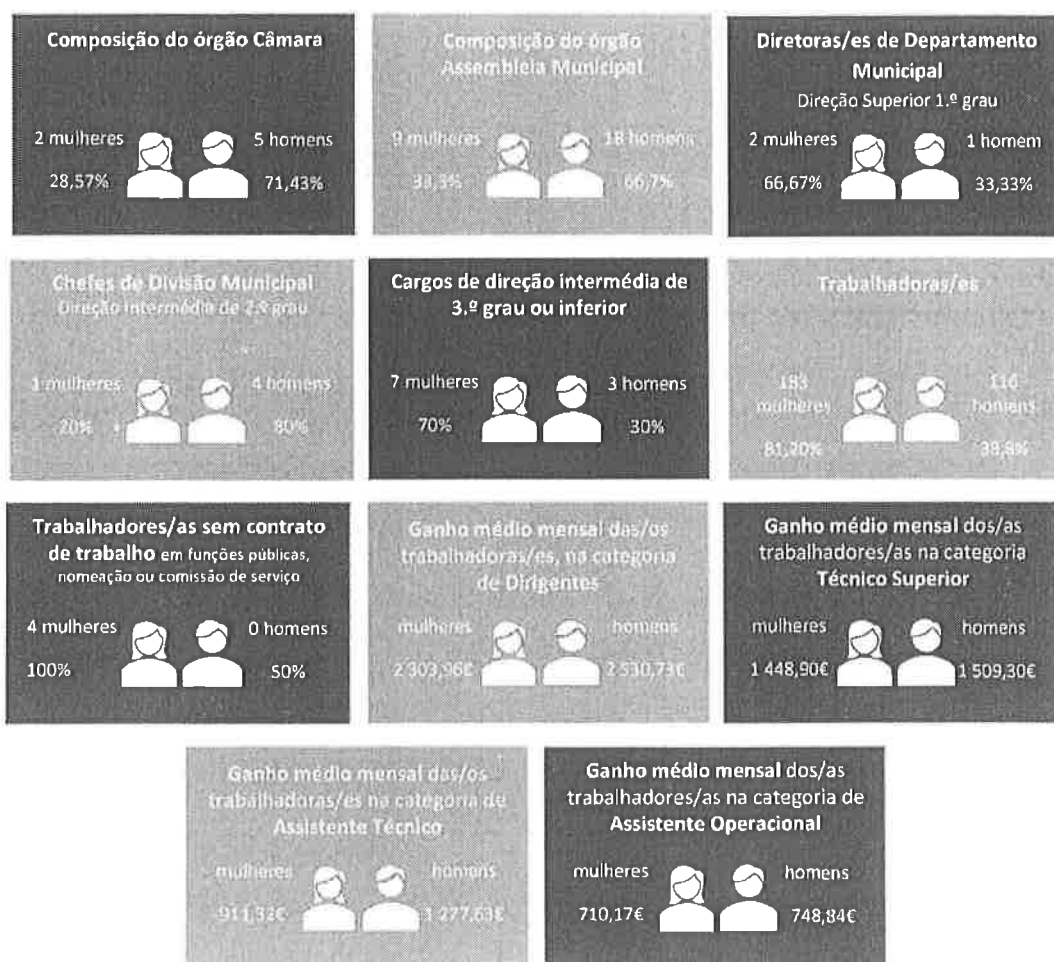 Composição do órgão Câmara
2 mulheres
5 homens
28,57%
71,43%
Composição do órgão
Assembleia Municipal
9 mulheres
18 homens
33,3%
66,7%
Diretoras/es de Departamento
Municipal
Direção Superior 1.º grau
2 mulheres
1 homem
66,67%
33,33%
Chefes de Divisão Municipal
Direção intermédia de 2.º grau
1 mulheres
4 homens
20%
80%
Cargos de direção intermédia de
3.º grau ou inferior
7 mulheres
3 homens
70%
30%
Trabalhadoras/es
183
mulheres
116
homens
81,20%
38,8%
Trabalhadores/as sem contrato
de trabalho em funções públicas,
nomeação ou comissão de serviço
4 mulheres
0 homens
100%
50%
Ganho médio mensal das/os
trabalhadoras/es, na categoria
de Dirigentes
mulheres
homens
2 303,96€
2 530,73€
Ganho médio mensal dos/as
trabalhadores/as na categoria
Técnico Superior
mulheres
homens
1 448,90€
1 509,30€
Ganho médio mensal das/os
trabalhadoras/es na categoria de
Assistente Técnico
mulheres
homens
911,32€
1 277,63€
Ganho médio mensal dos/as
trabalhadores/as na categoria de
Assistente Operacional
mulheres
homens
710,17€
748,84€